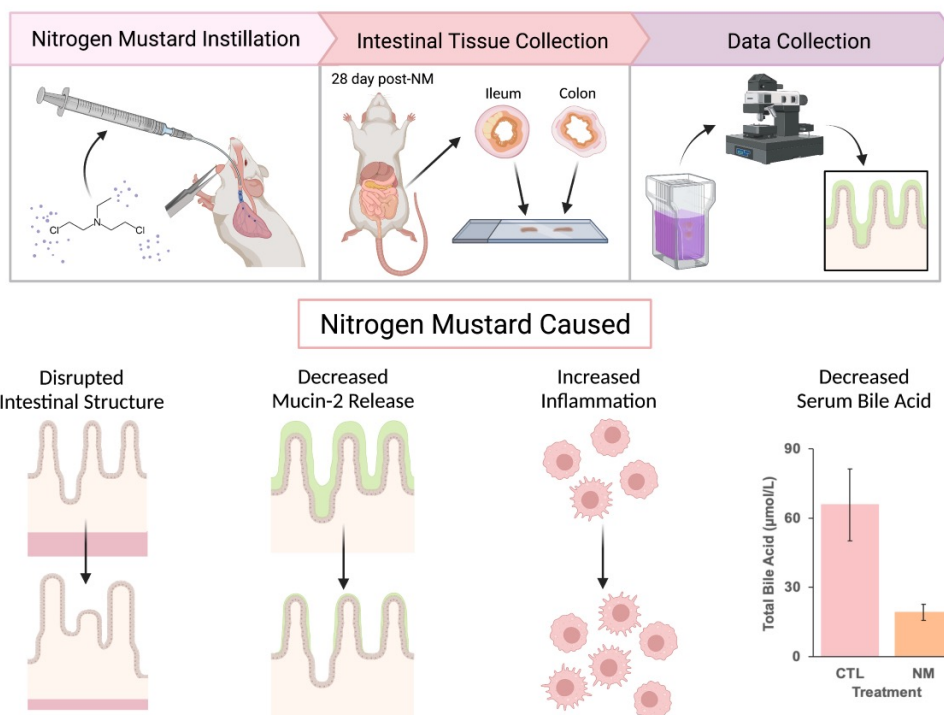 Nitrogen Mustard Instillation
Intestinal Tissue Collection
Data Collection
28 day post-NM
Ileum
Colon
Cl
N
Cl
Nitrogen Mustard Caused
Disrupted
Intestinal Structure
Decreased
Mucin-2 Release
Increased
Inflammation
Decreased
Serum Bile Acid
Total Bile Acid (µmol/L)
90
60
30
0
CTL
NM
Treatment